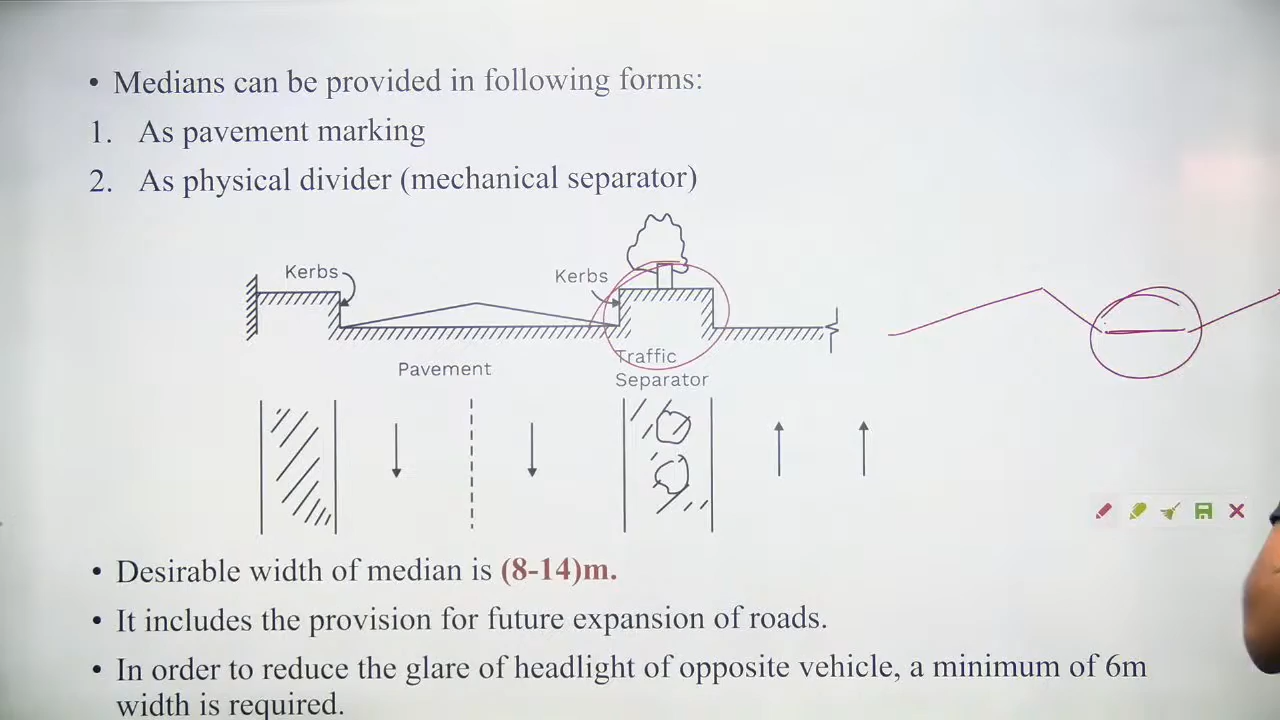 • Medians can be provided in following forms:
1. As pavement marking
2. As physical divider (mechanical separator)
Kerbs
Kerbs
Pavement
Traffic
Separator
• Desirable width of median is (8-14)m.
• It includes the provision for future expansion of roads.
• In order to reduce the glare of headlight of opposite vehicle, a minimum of 6m
width is required.